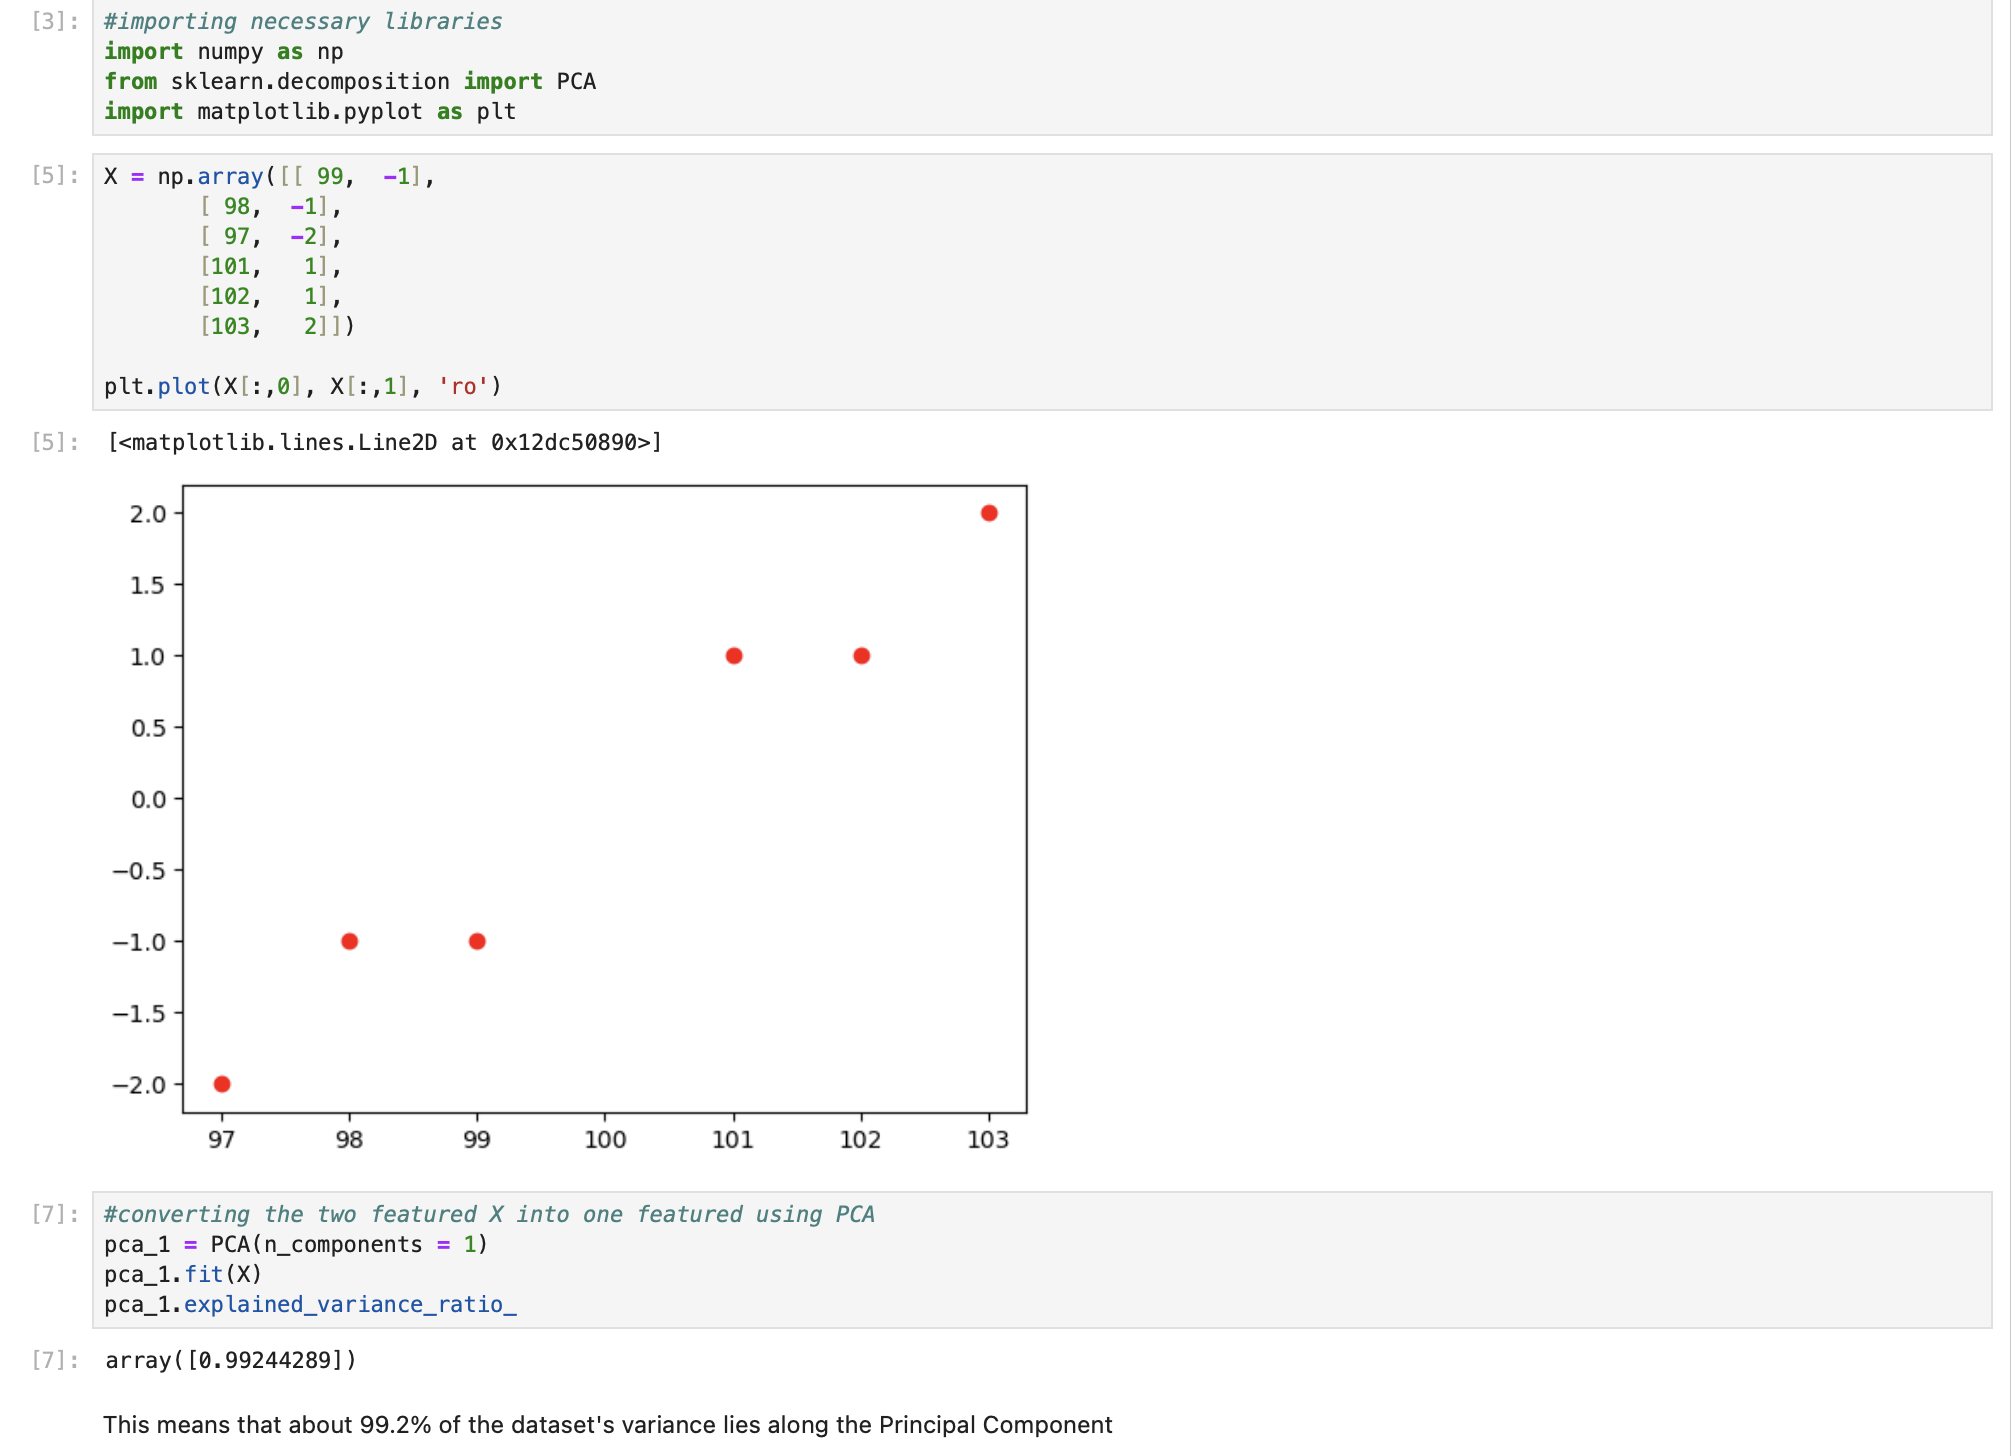 [3]: #importing necessary libraries
import numpy as np
from sklearn.decomposition import PCA
import matplotlib.pyplot as plt
[5]: X = np.array([[ 99,  -1],
[ 98,  -1],
[ 97,  -2],
[101,   1],
[102,   1],
[103,   2]])
plt.plot(X[:,0], X[:,1], 'ro')
[5]: [<matplotlib.lines.Line2D at 0x12dc50890>]
2.0
1.5
1.0
0.5
0.0
−0.5
−1.0
−1.5
−2.0
97 98 99 100 101 102 103
[7]: #converting the two featured X into one featured using PCA
pca_1 = PCA(n_components = 1)
pca_1.fit(X)
pca_1.explained_variance_ratio_
[7]: array([0.99244289])
This means that about 99.2% of the dataset's variance lies along the Principal Component